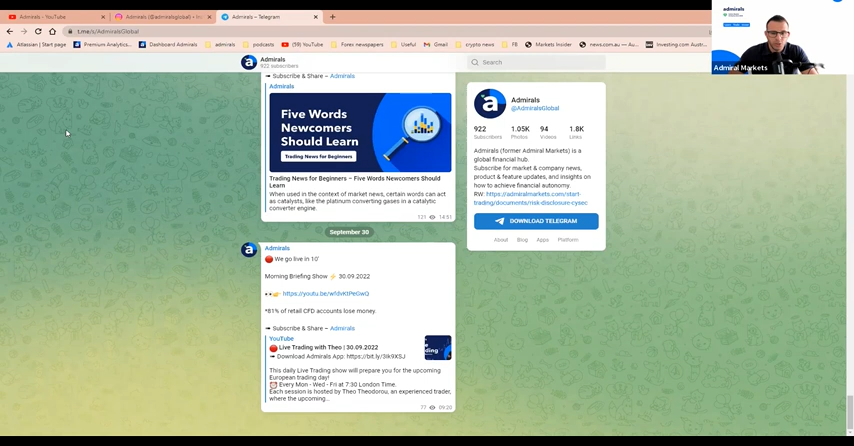 Admirals - YouTube
Instagram (@admiralsglobal)
Admirals – Telegram
t.me/s/AdmiralsGlobal
Atlassian | Start page
Premium Analytics...
Dashboard Admirals
admirals
podcasts
YouTube
Forex newspapers
Useful
Gmail
crypto news
FB
Markets Insider
news.com.au — Au...
Investing.com Aust...
admirals
Admiral Markets
Admirals
922 subscribers
Search
➟ Subscribe & Share – Admirals
Admirals
Five Words
Newcomers
Should Learn
Trading News for Beginners
Trading News for Beginners – Five Words Newcomers Should
Learn
When used in the context of market news, certain words can act
as catalysts, like the platinum converting gases in a catalytic
converter engine.
121 14:51
September 30
Admirals
🔴 We go live in 10'
Morning Briefing Show ⚡ 30.09.2022
👀👉 https://youtu.be/wfdvKtPeGwQ
*81% of retail CFD accounts lose money.
➟ Subscribe & Share – Admirals
YouTube
🔴 Live Trading with Theo | 30.09.2022
➟ Download Admirals App: https://bit.ly/3iK9XSJ
This daily Live Trading show will prepare you for the upcoming
European trading day!
⏰ Every Mon - Wed - Fri at 7:30 London Time.
Each session is hosted by Theo Theodorou, an experienced trader,
where the upcoming...
77 09:20
Admirals
@AdmiralsGlobal
922 1.05K 94 1.8K
Subscribers Photos Videos Links
Admirals (former Admiral Markets) is a
global financial hub.
Subscribe for market & company news,
product & feature updates, and insights on
how to achieve financial autonomy.
RW: https://admiralmarkets.com/start-
trading/documents/risk-disclosure-cysec
DOWNLOAD TELEGRAM
About Blog Apps Platform